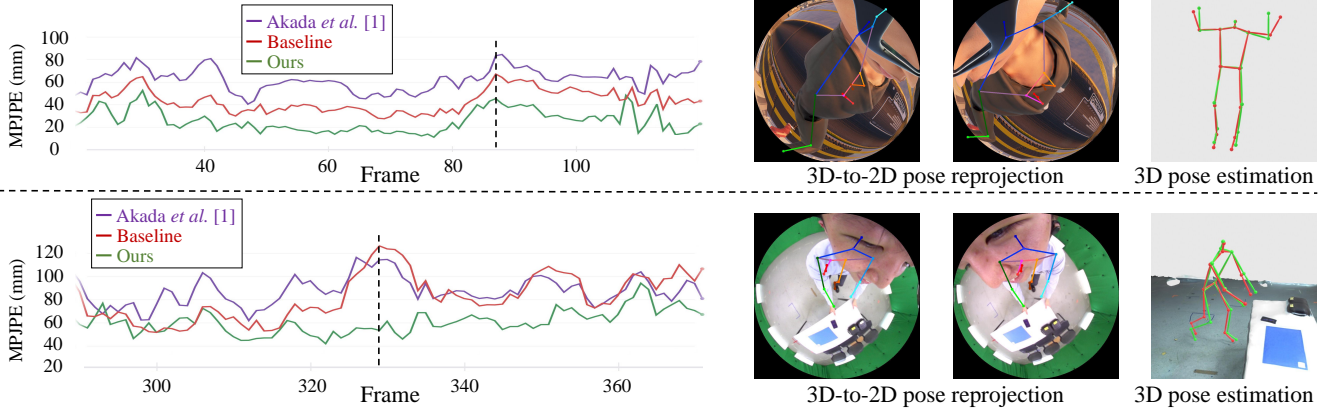 Akada et al. [1]
Baseline
Ours
MPJPE (mm)
100
80
60
40
20
0
40
60
80
100
Frame
3D-to-2D pose reprojection
3D pose estimation
Akada et al. [1]
Baseline
Ours
MPJPE (mm)
120
100
80
60
40
20
300
320
340
360
Frame
3D-to-2D pose reprojection
3D pose estimation